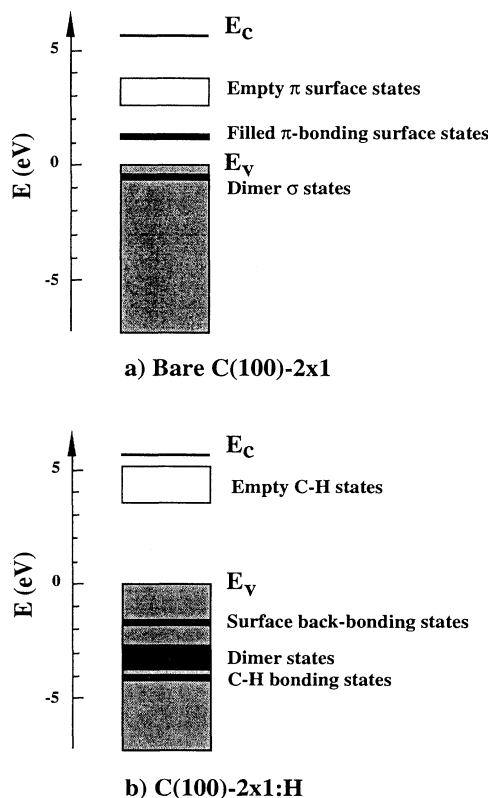 E_c
5
Empty π surface states
Filled π-bonding surface states
0
E_v
E (eV)
Dimer σ states
-5
a) Bare C(100)-2x1
E_c
5
Empty C-H states
0
E_v
E (eV)
Surface back-bonding states
Dimer states
C-H bonding states
-5
b) C(100)-2x1:H